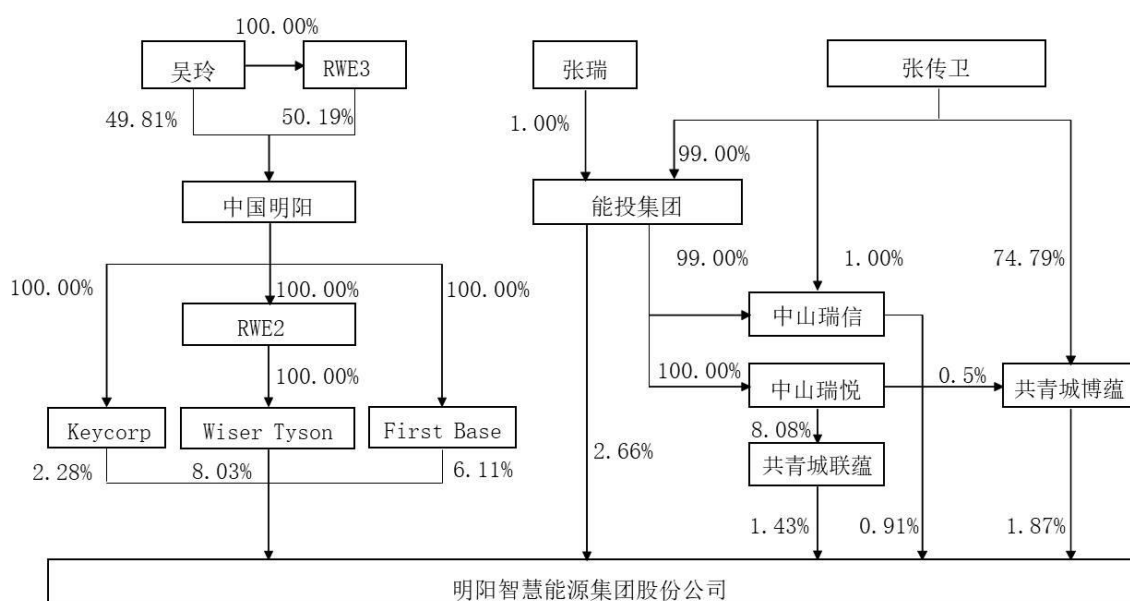 100.00%
吴玲
RWE3
张瑞
张传卫
49.81%
50.19%
1.00%
99.00%
中国明阳
能投集团
99.00%
1.00%
74.79%
100.00%
100.00%
100.00%
RWE2
中山瑞信
100.00%
100.00%
中山瑞悦
0.5%
共青城博蕴
Keycorp
Wiser Tyson
First Base
8.08%
2.28%
8.03%
6.11%
2.66%
共青城联蕴
1.43%
0.91%
1.87%
明阳智慧能源集团股份公司